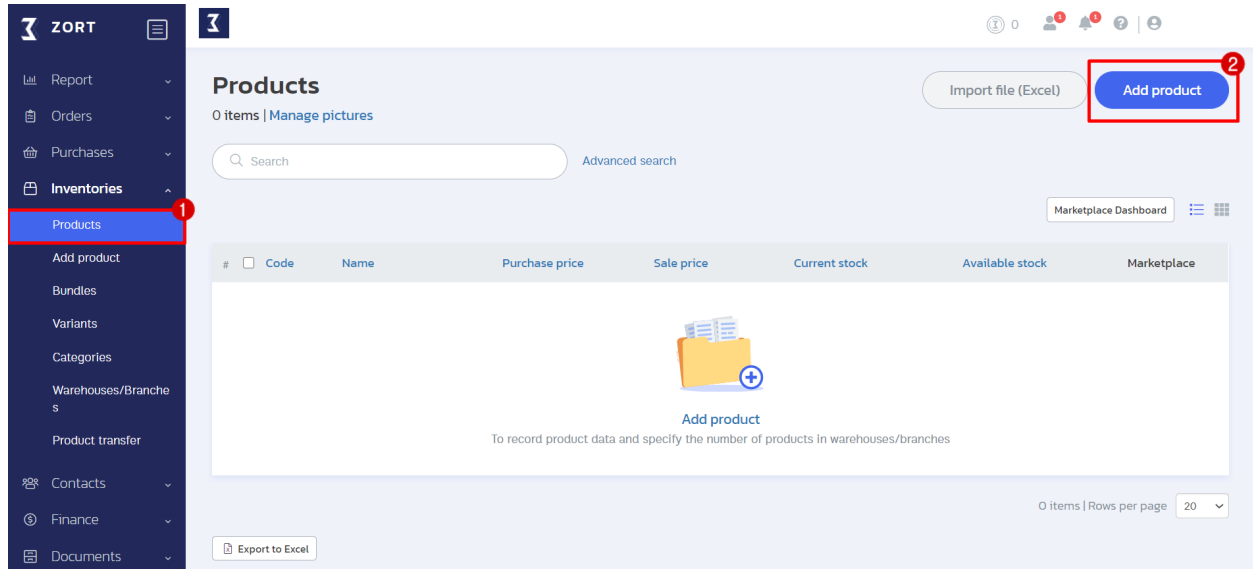 ZORT
0
1
1
Report
Orders
Purchases
Inventories
1
Products
Add product
Bundles
Variants
Categories
Warehouses/Branche
s
Product transfer
Contacts
Finance
Documents
Products
0 items | Manage pictures
Import file (Excel)
Add product
2
Search
Advanced search
Marketplace Dashboard
# Code Name Purchase price Sale price Current stock Available stock Marketplace
Add product
To record product data and specify the number of products in warehouses/branches
0 items | Rows per page 20
Export to Excel